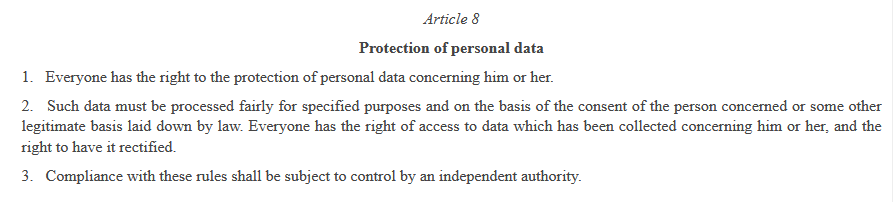 Article 8
Protection of personal data
1. Everyone has the right to the protection of personal data concerning him or her.
2. Such data must be processed fairly for specified purposes and on the basis of the consent of the person concerned or some other
legitimate basis laid down by law. Everyone has the right of access to data which has been collected concerning him or her, and the
right to have it rectified.
3. Compliance with these rules shall be subject to control by an independent authority.